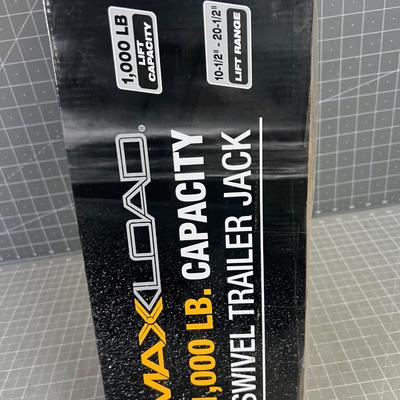 MAXXLOAD®
1,000 LB. CAPACITY
SWIVEL TRAILER JACK
1,000 LB
LIFT
CAPACITY
10-1/2" - 20-1/2"
LIFT RANGE